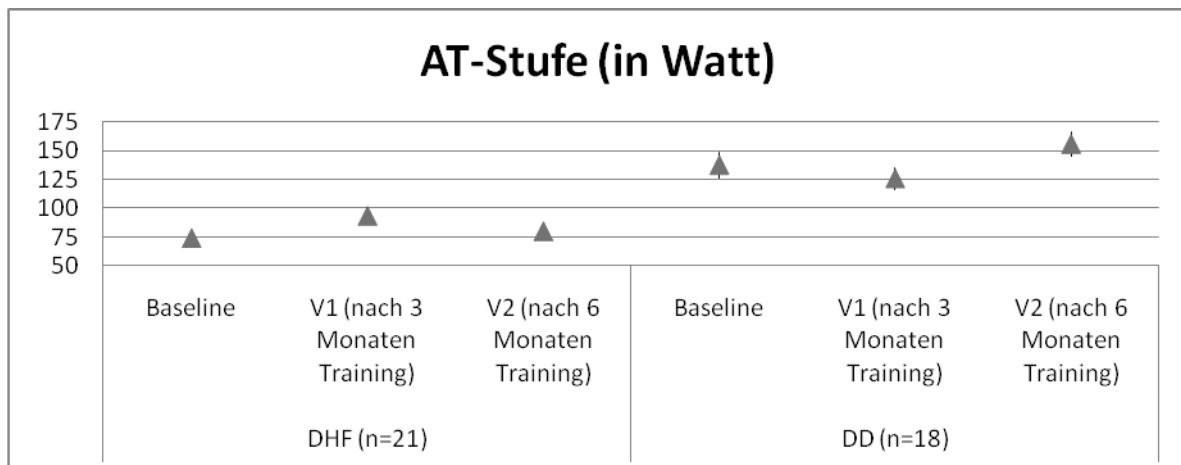 AT-Stufe (in Watt)
175
150
125
100
75
50
Baseline
V1 (nach 3
Monaten
Training)
V2 (nach 6
Monaten
Training)
Baseline
V1 (nach 3
Monaten
Training)
V2 (nach 6
Monaten
Training)
DHF (n=21)
DD (n=18)